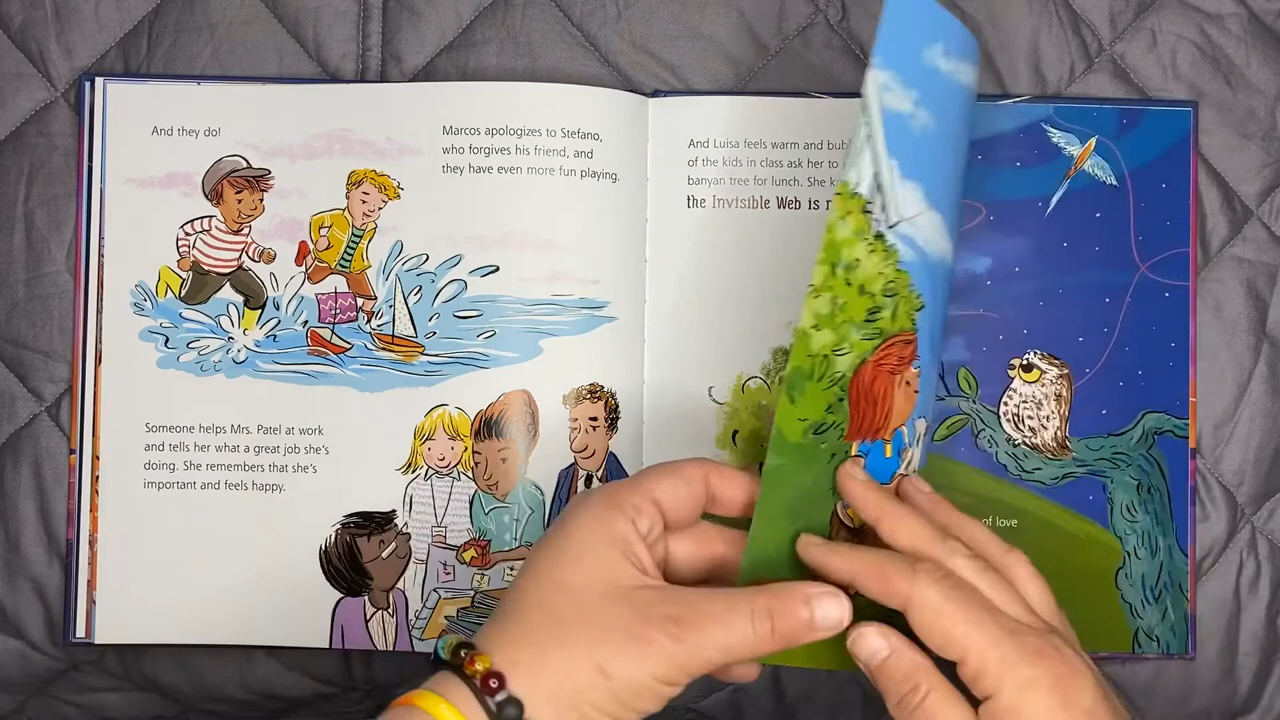 And they do!
Marcos apologizes to Stefano,
who forgives his friend, and
they have even more fun playing.
Someone helps Mrs. Patel at work
and tells her what a great job she's
doing. She remembers that she's
important and feels happy.
And Luisa feels warm and
of the kids in class ask her to
banyan tree for lunch. She
the Invisible Web is
of love